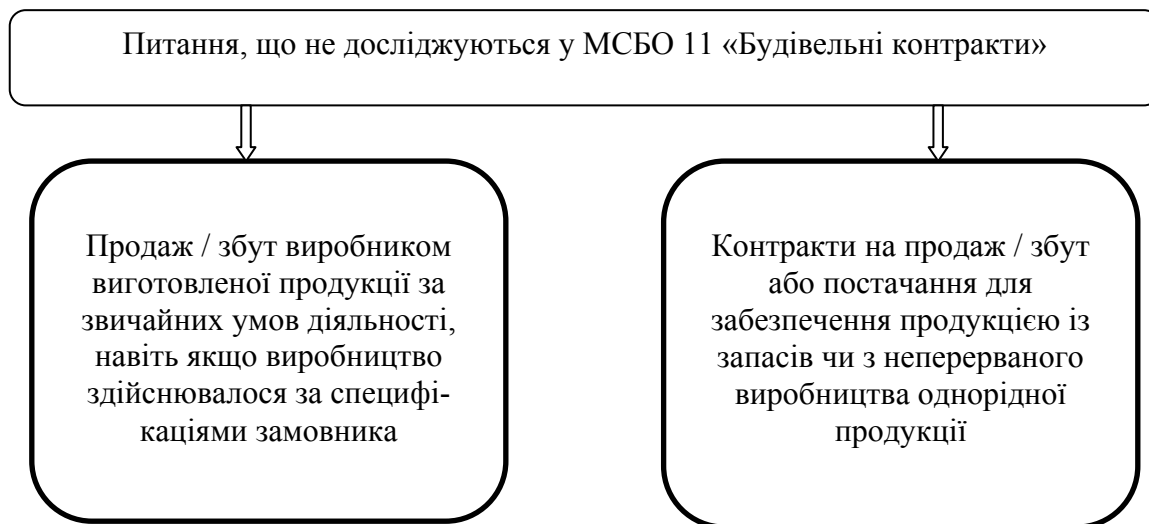 Питання, що не досліджуються у МСБО 11 «Будівельні контракти»
Продаж / збут виробником
виготовленої продукції за
звичайних умов діяльності,
навіть якщо виробництво
здійснювалося за специфі-
каціями замовника
Контракти на продаж / збут
або постачання для
забезпечення продукцією із
запасів чи з неперерваного
виробництва однорідної
продукції